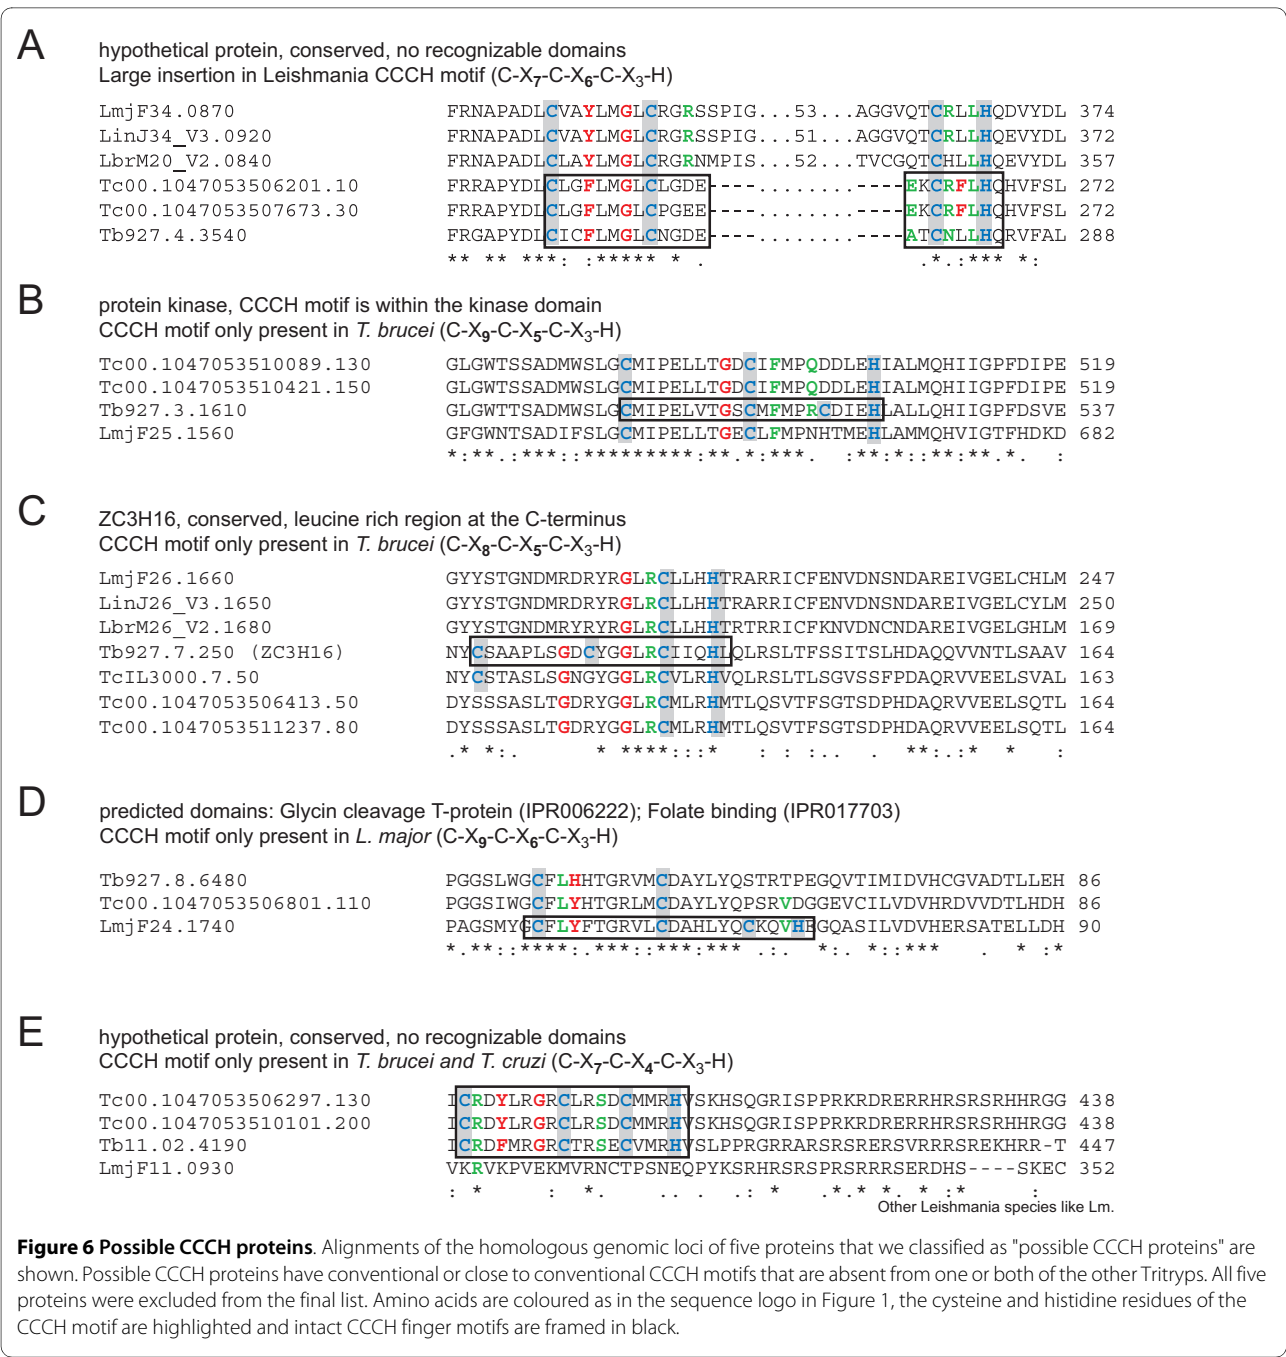 A
hypothetical protein, conserved, no recognizable domains
Large insertion in Leishmania CCCH motif (C-X7-C-X6-C-X3-H)
LmjF34.0870 FRNAPADLCVAYLMGLCRGRSSPIG...53...AGGVQTCRLLHQDVYDL 374
LinJ34_V3.0920 FRNAPADLCVAYLMGLCRGRSSPIG...51...AGGVQTCRLLHQEVYDL 372
LbrM20_V2.0840 FRNAPADLCLAYLMGLCRGRNMPIS...52...TVCGQTCHLLHQEVYDL 357
Tc00.1047053506201.10 FRRAPYDLCLGFLMGLCLGDE----........----EKCRFLHQHVFSL 272
Tc00.1047053507673.30 FRRAPYDLCLGFLMGLCPGEE----........----EKCRFLHQHVFSL 272
Tb927.4.3540 FRGAPYDLCICFLMGLCNGDE----........----ATCNLLHQRVFAL 288
** ** **: :***** * . .*.:*** *:
B
protein kinase, CCCH motif is within the kinase domain
CCCH motif only present in T. brucei (C-X9-C-X5-C-X3-H)
Tc00.1047053510089.130 GLGWTSSADMWSLGCMIPELLTGDCIFMPQDDLEHIALMQHIIGPFDIPE 519
Tc00.1047053510421.150 GLGWTSSADMWSLGCMIPELLTGDCIFMPQDDLEHIALMQHIIGPFDIPE 519
Tb927.3.1610 GLGWTTSADMWSLGCMIPELVTGSCMFMPRCDIEHLALLQHIIGPFDSVE 537
LmjF25.1560 GFGWNTSADIFSLGCMIPELLTGECLFMPNHTMEHLAMMQHVIGTFHDKD 682
*:**.:***::*********:**.*:***. :**:*::**:**.*. :
C
ZC3H16, conserved, leucine rich region at the C-terminus
CCCH motif only present in T. brucei (C-X8-C-X5-C-X3-H)
LmjF26.1660 GYYSTGNDMRDRYRGLRCLLHHTRARRICFENVDNSNDAREIVGELCHLM 247
LinJ26_V3.1650 GYYSTGNDMRDRYRGLRCLLHHTRARRICFENVDNSNDAREIVGELCYLM 250
LbrM26_V2.1680 GYYSTGNDMRYRYRGLRCLLHHTRTRRICFKNVDNCNDAREIVGELGHLM 169
Tb927.7.250 (ZC3H16) NYCSAAPLSGDCYGGLRCIIQHLQLRSLTFSSITSLHDAQQVVNTLSAAV 164
TcIL3000.7.50 NYCSTASLSGNGYGGLRCVLRHVQLRSLTLSGVSSFPDAQRVVEELSVAL 163
Tc00.1047053506413.50 DYSSSASLTGDRYGGLRCMLRHMTLQSVTFSGTSDPHDAQRVVEELSQTL 164
Tc00.1047053511237.80 DYSSSASLTGDRYGGLRCMLRHMTLQSVTFSGTSDPHDAQRVVEELSQTL 164
.* *:. * ****:::* : : :. . **::* * :
D
predicted domains: Glycin cleavage T-protein (IPR006222); Folate binding (IPR017703)
CCCH motif only present in L. major (C-X9-C-X6-C-X3-H)
Tb927.8.6480 PGGSLWGCFLHHTGRVMCDAYLYQSTRTPEGQVTIMIDVHCGVADTLLEH 86
Tc00.1047053506801.110 PGGSIWGCFLYHTGRLMCDAYLYQPSRVDGGEVCILVDVHRDVVDTLHDH 86
LmjF24.1740 PAGSMYGCFLYFTGRVLCDAHLYQCKQVHEGQASILVDVHERSATELLDH 90
*.**::****:.***::***:*** .:. *:. *::*** . * :*
E
hypothetical protein, conserved, no recognizable domains
CCCH motif only present in T. brucei and T. cruzi (C-X7-C-X4-C-X3-H)
Tc00.1047053506297.130 ICRDYLRGRCLRSDCMMRHVSKHSQGRISPPRKRDRERRHRSRSRHHRGG 438
Tc00.1047053510101.200 ICRDYLRGRCLRSDCMMRHVSKHSQGRISPPRKRDRERRHRSRSRHHRGG 438
Tb11.02.4190 ICRDFMRGRCTRSECVMRHVSLPPRGRRARSRSRERSVRRRSREKHRR-T 447
LmjF11.0930 VKRVKPVEKMVRNCTPSNEQPYKSRHRSRSPRSRRRSERDHS----SKEC 352
: * : *. .. . : * .*.* *. * :* :
Other Leishmania species like Lm.
Figure 6 Possible CCCH proteins. Alignments of the homologous genomic loci of five proteins that we classified as "possible CCCH proteins" are
shown. Possible CCCH proteins have conventional or close to conventional CCCH motifs that are absent from one or both of the other Tritryps. All five
proteins were excluded from the final list. Amino acids are coloured as in the sequence logo in Figure 1, the cysteine and histidine residues of the
CCCH motif are highlighted and intact CCCH finger motifs are framed in black.